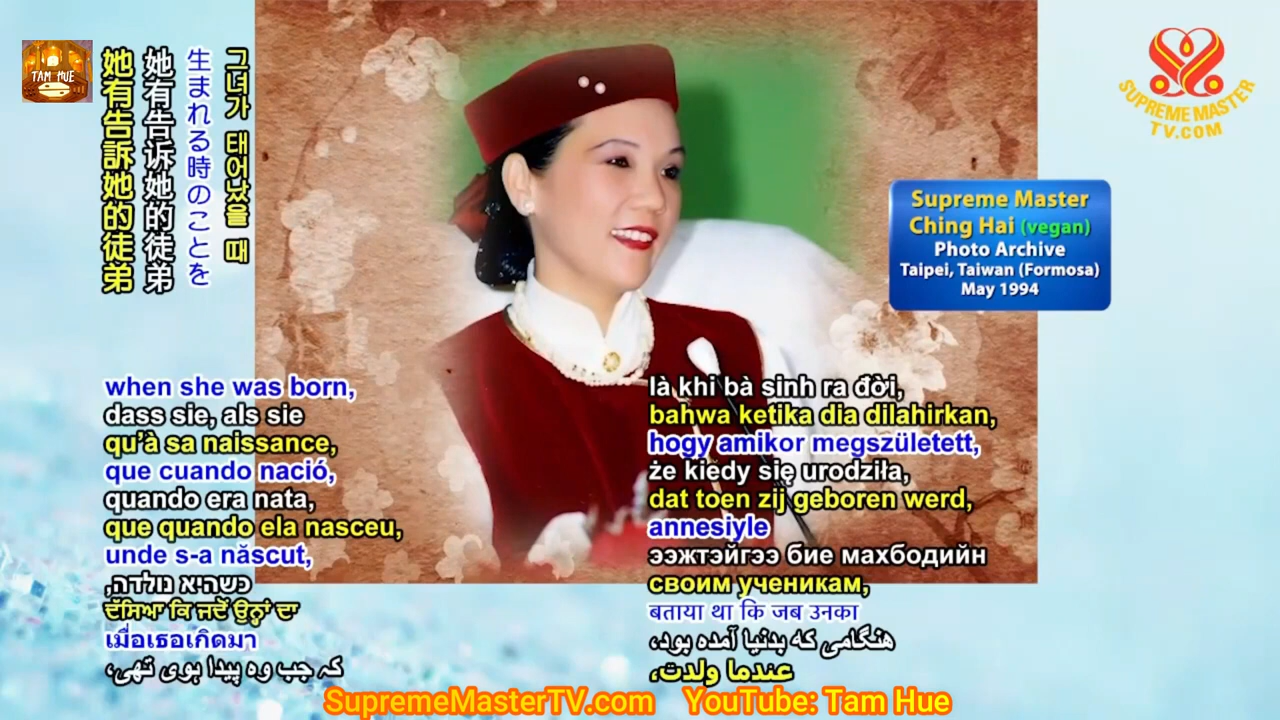 TAM HUE
她有告訴她的徒弟
她有告诉她的徒弟
生まれる時のことを
그녀가 태어났을 때
SUPREME MASTER
TV.COM
Supreme Master
Ching Hai (vegan)
Photo Archive
Taipei, Taiwan (Formosa)
May 1994
when she was born,
dass sie, als sie
qu'à sa naissance,
que cuando nació,
quando era nata,
que quando ela nasceu,
unde s-a născut,
כשהיא נולדה,
ਦੱਸਿਆ ਕਿ ਜਦੋਂ ਉਨ੍ਹਾਂ ਦਾ
เมื่อเธอเกิดมา
کہ جب وہ پیدا ہوی تھی،
là khi bà sinh ra đời,
bahwa ketika dia dilahirkan,
hogy amikor megszületett,
że kiedy się urodziła,
dat toen zij geboren werd,
annesiyle
ээжтэйгээ бие махбодийн
своим ученикам,
बताया था कि जब उनका
هنگامی که بدنیا آمده بود،
عندما ولدت،
SupremeMasterTV.com YouTube: Tam Hue